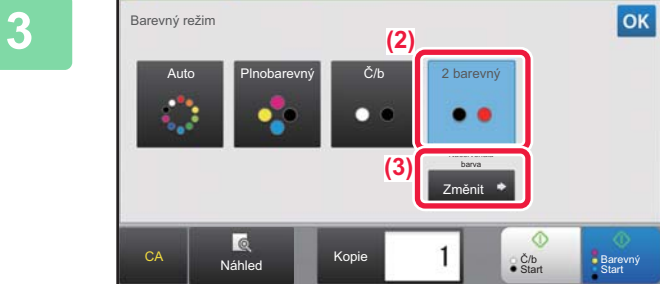 3
Barevný režim
OK
(2)
Auto
Plnobarevný
Č/b
2 barevný
(3)
barva
Změnit
CA
Náhled
Kopie
1
Č/b
Start
Barevný
Start